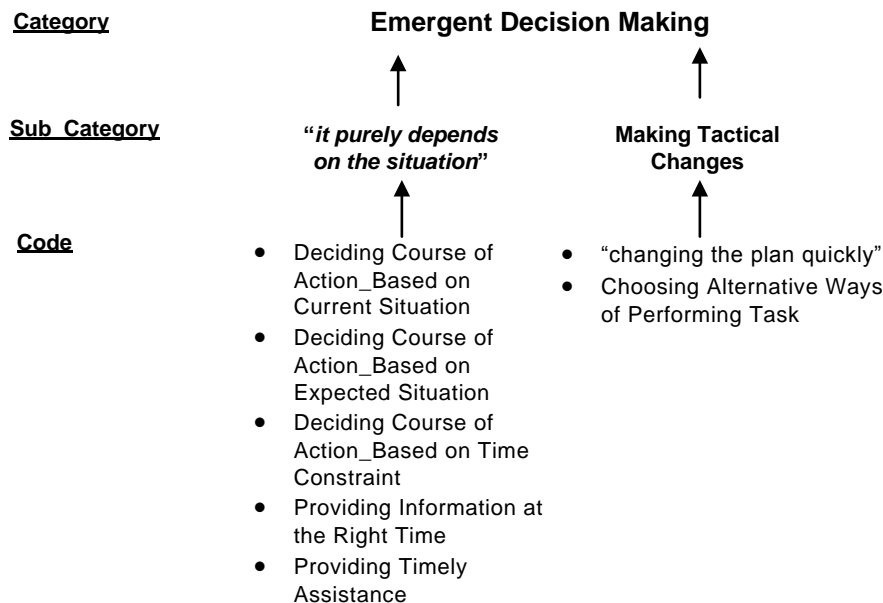 Category
Emergent Decision Making
Sub Category
“it purely depends
on the situation”
Making Tactical
Changes
Code
• Deciding Course of
Action_Based on
Current Situation
• Deciding Course of
Action_Based on
Expected Situation
• Deciding Course of
Action_Based on Time
Constraint
• Providing Information at
the Right Time
• Providing Timely
Assistance
• “changing the plan quickly”
• Choosing Alternative Ways
of Performing Task